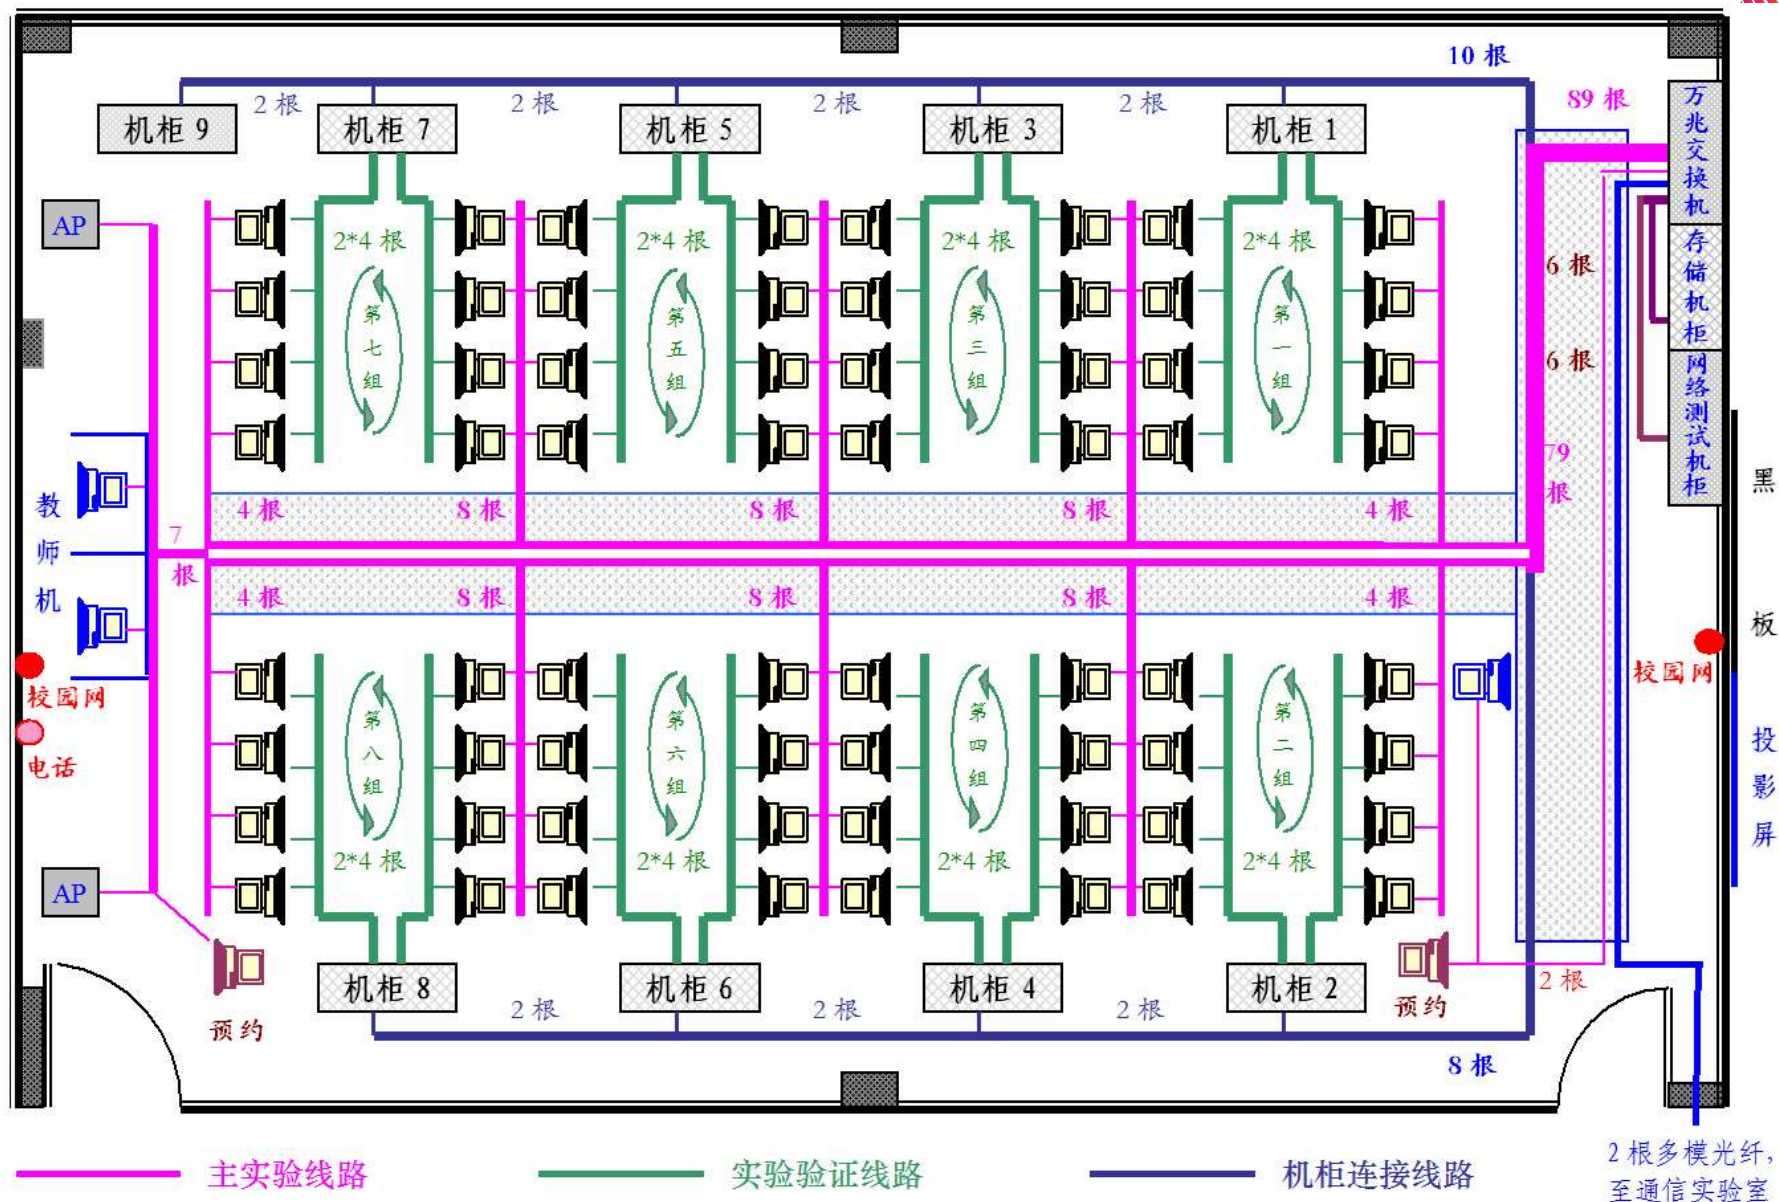 10 根
89 根
2 根
2 根
2 根
2 根
机柜 9
机柜 7
机柜 5
机柜 3
机柜 1
万兆交换机
AP
2*4 根
2*4 根
2*4 根
2*4 根
存储机柜
6 根
第七组
第五组
第三组
第一组
6 根
网络测试机柜
79 根
黑板
教师机
4 根
8 根
8 根
8 根
4 根
7 根
4 根
8 根
8 根
8 根
4 根
校园网
校园网
电话
第八组
第六组
第四组
第二组
投影屏
2*4 根
2*4 根
2*4 根
2*4 根
AP
机柜 8
机柜 6
机柜 4
机柜 2
2 根
预约
预约
2 根
2 根
2 根
8 根
主实验线路
实验验证线路
机柜连接线路
2 根多模光纤,
至通信实验室